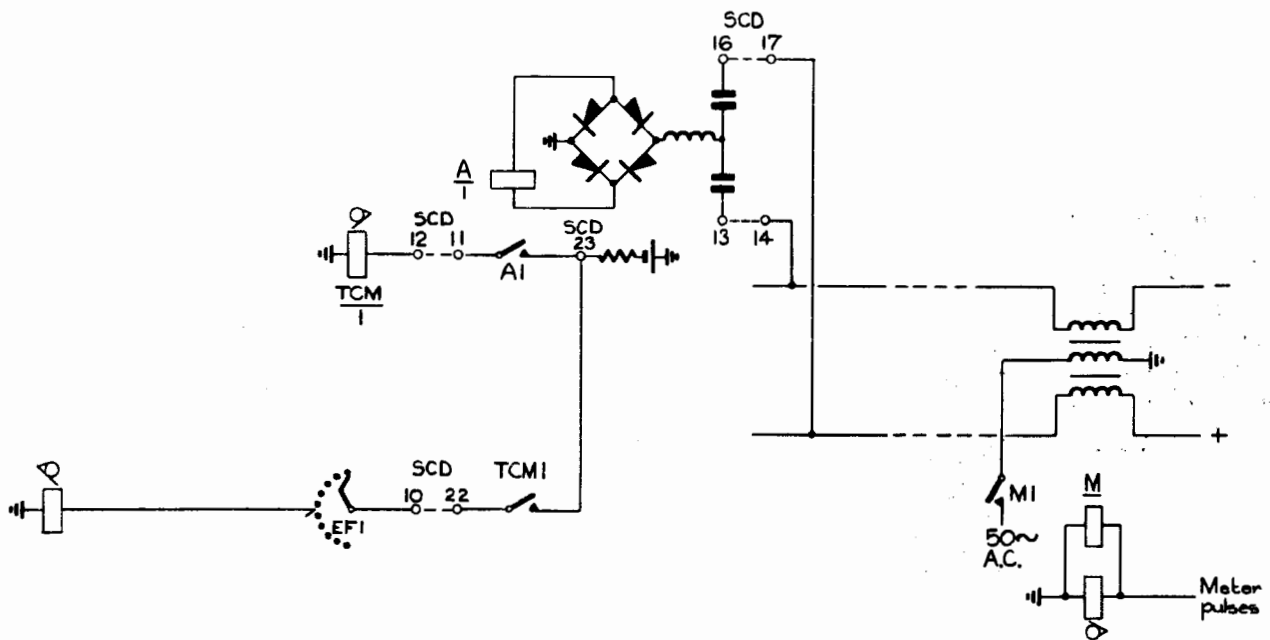 SCD
16 17
A
1
SCD
12 11
SCD
23
13 14
A1
TCM
1
−
+
SCD
10 22
TCM1
EF1
M1
M
50~
A.C.
Meter
pulses